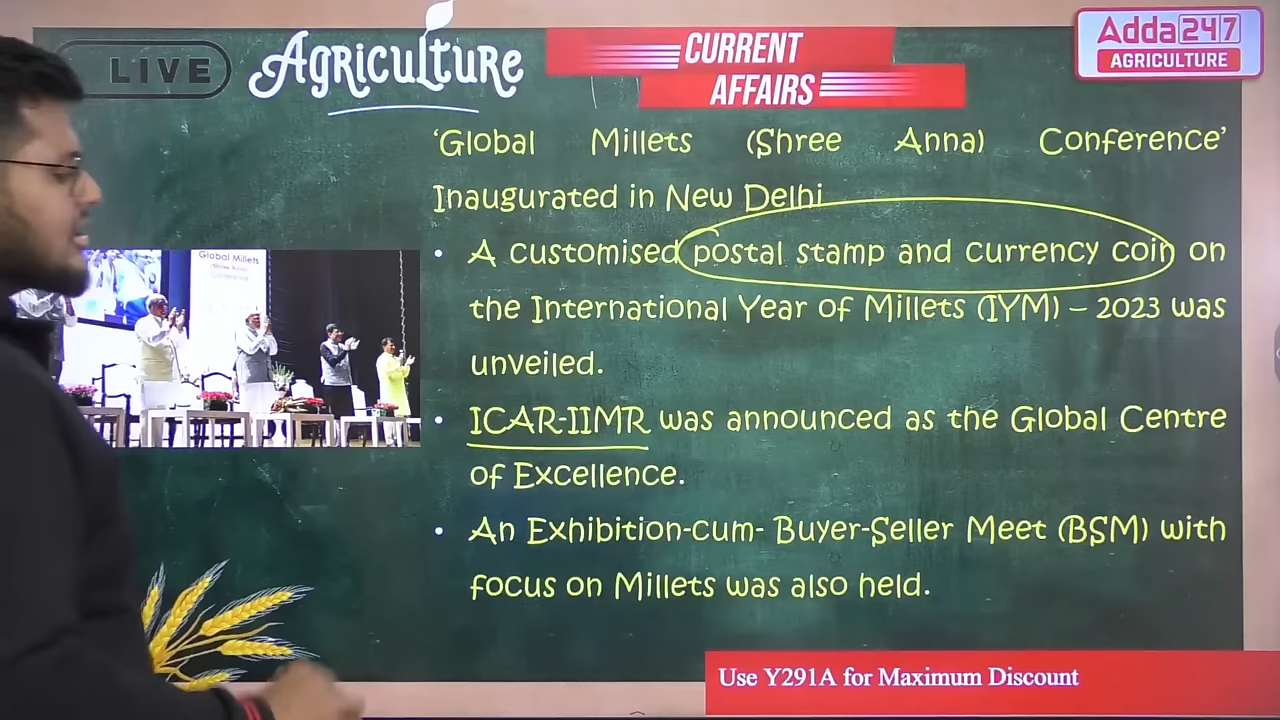 LIVE
Agriculture
CURRENT
AFFAIRS
Adda247
AGRICULTURE
‘Global Millets (Shree Anna) Conference’
Inaugurated in New Delhi
• A customised postal stamp and currency coin on
the International Year of Millets (IYM) – 2023 was
unveiled.
• ICAR-IIMR was announced as the Global Centre
of Excellence.
• An Exhibition-cum- Buyer-Seller Meet (BSM) with
focus on Millets was also held.
Global Millets
(Shree Anna)
Conference
Use Y291A for Maximum Discount